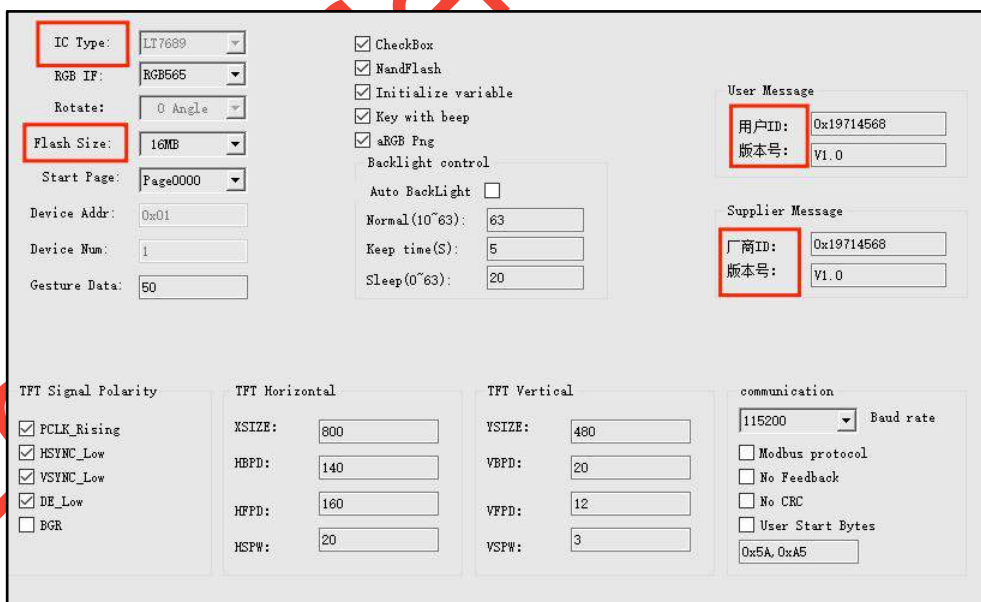 IC Type: LT7689
RGB IF: RGB565
Rotate: 0 Angle
Flash Size: 16MB
Start Page: Page0000
Device Addr: 0x01
Device Num: 1
Gesture Data: 50
CheckBox
NandFlash
Initialize variable
Key with beep
aRGB Png
Backlight control
Auto BackLight
Normal(10~63): 63
Keep time(S): 5
Sleep(0~63): 20
User Message
用户ID: 0x19714568
版本号: V1.0
Supplier Message
厂商ID: 0x19714568
版本号: V1.0
TFT Signal Polarity
PCLK_Rising
HSYNC_Low
VSYNC_Low
DE_Low
BGR
TFT Horizontal
XSIZE: 800
HBPD: 140
HFPD: 160
HSPW: 20
TFT Vertical
YSIZE: 480
VBPD: 20
VFPD: 12
VSPW: 3
communication
115200 Baud rate
Modbus protocol
No Feedback
No CRC
User Start Bytes
0x5A,0xA5